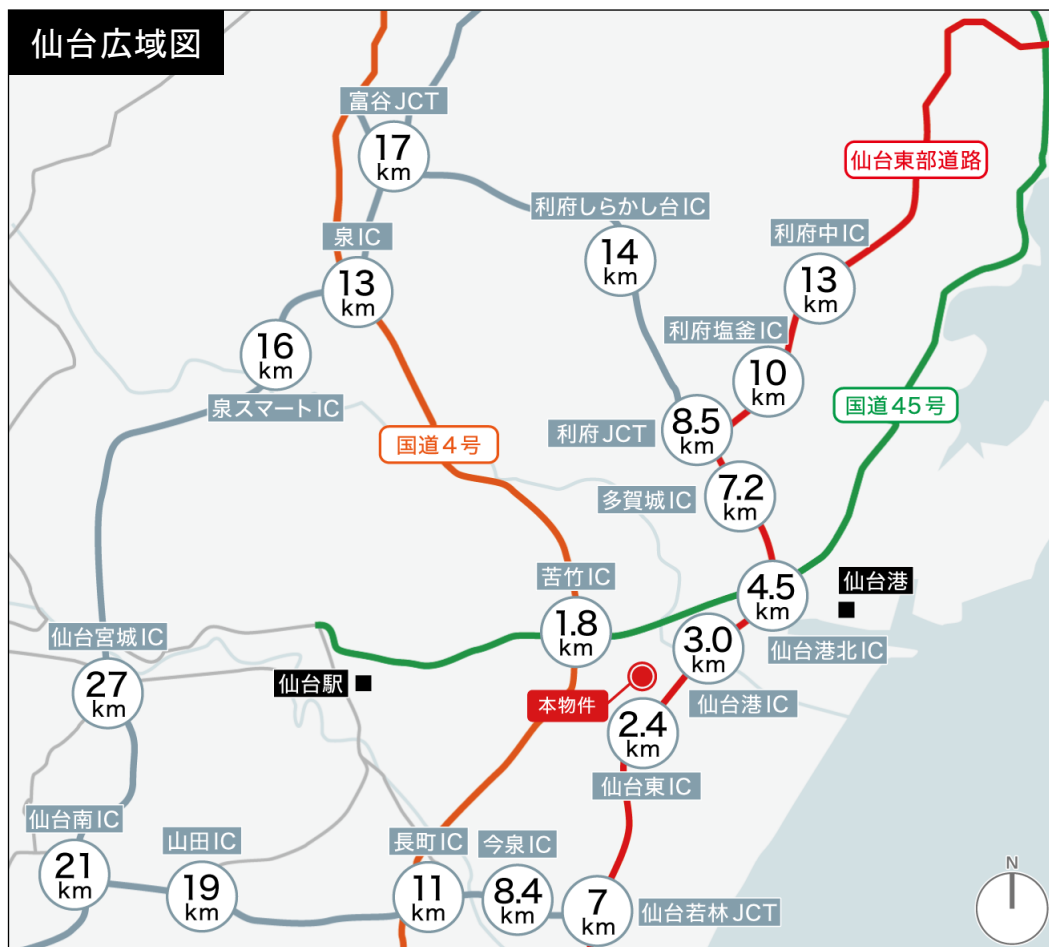 仙台広域図
富谷JCT
17
km
仙台東部道路
利府しらかし台IC
14
km
泉IC
13
km
利府中IC
13
km
16
km
泉スマートIC
利府塩釜IC
10
km
国道4号
利府JCT
8.5
km
国道45号
多賀城IC
7.2
km
苦竹IC
1.8
km
4.5
km
仙台港
仙台港北IC
3.0
km
仙台港IC
仙台宮城IC
27
km
仙台駅
本物件
2.4
km
仙台東IC
仙台南IC
21
km
山田IC
19
km
長町IC
11
km
今泉IC
8.4
km
7
km
仙台若林JCT
N